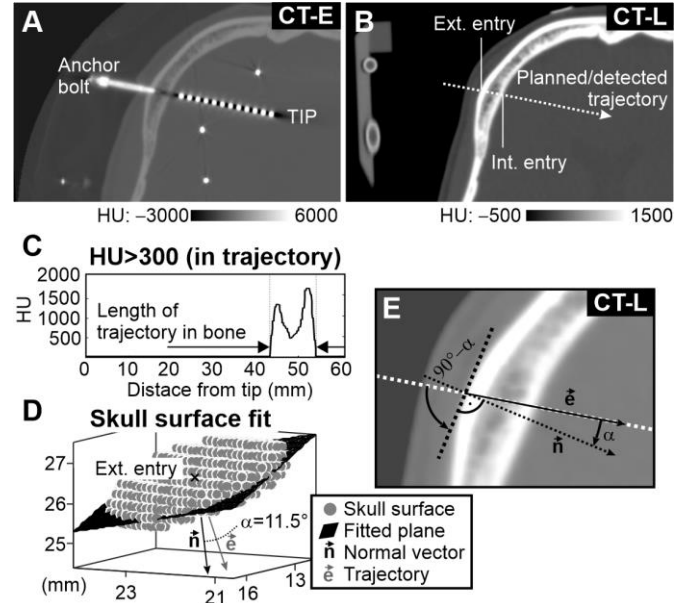 A
CT-E
Anchor
bolt
TIP
HU: –3000
6000
B
CT-L
Ext. entry
Planned/detected
trajectory
Int. entry
HU: –500
1500
C
HU>300 (in trajectory)
HU
2000
1500
1000
500
Length of
trajectory in bone
0 10 20 30 40 50 60
Distace from tip (mm)
D
Skull surface fit
Ext. entry
27
26
25
(mm)
23
21
16
13
α=11.5°
n⃗
e⃗
E
CT-L
90°–α
e⃗
n⃗
α
Skull surface
Fitted plane
n⃗ Normal vector
e⃗ Trajectory